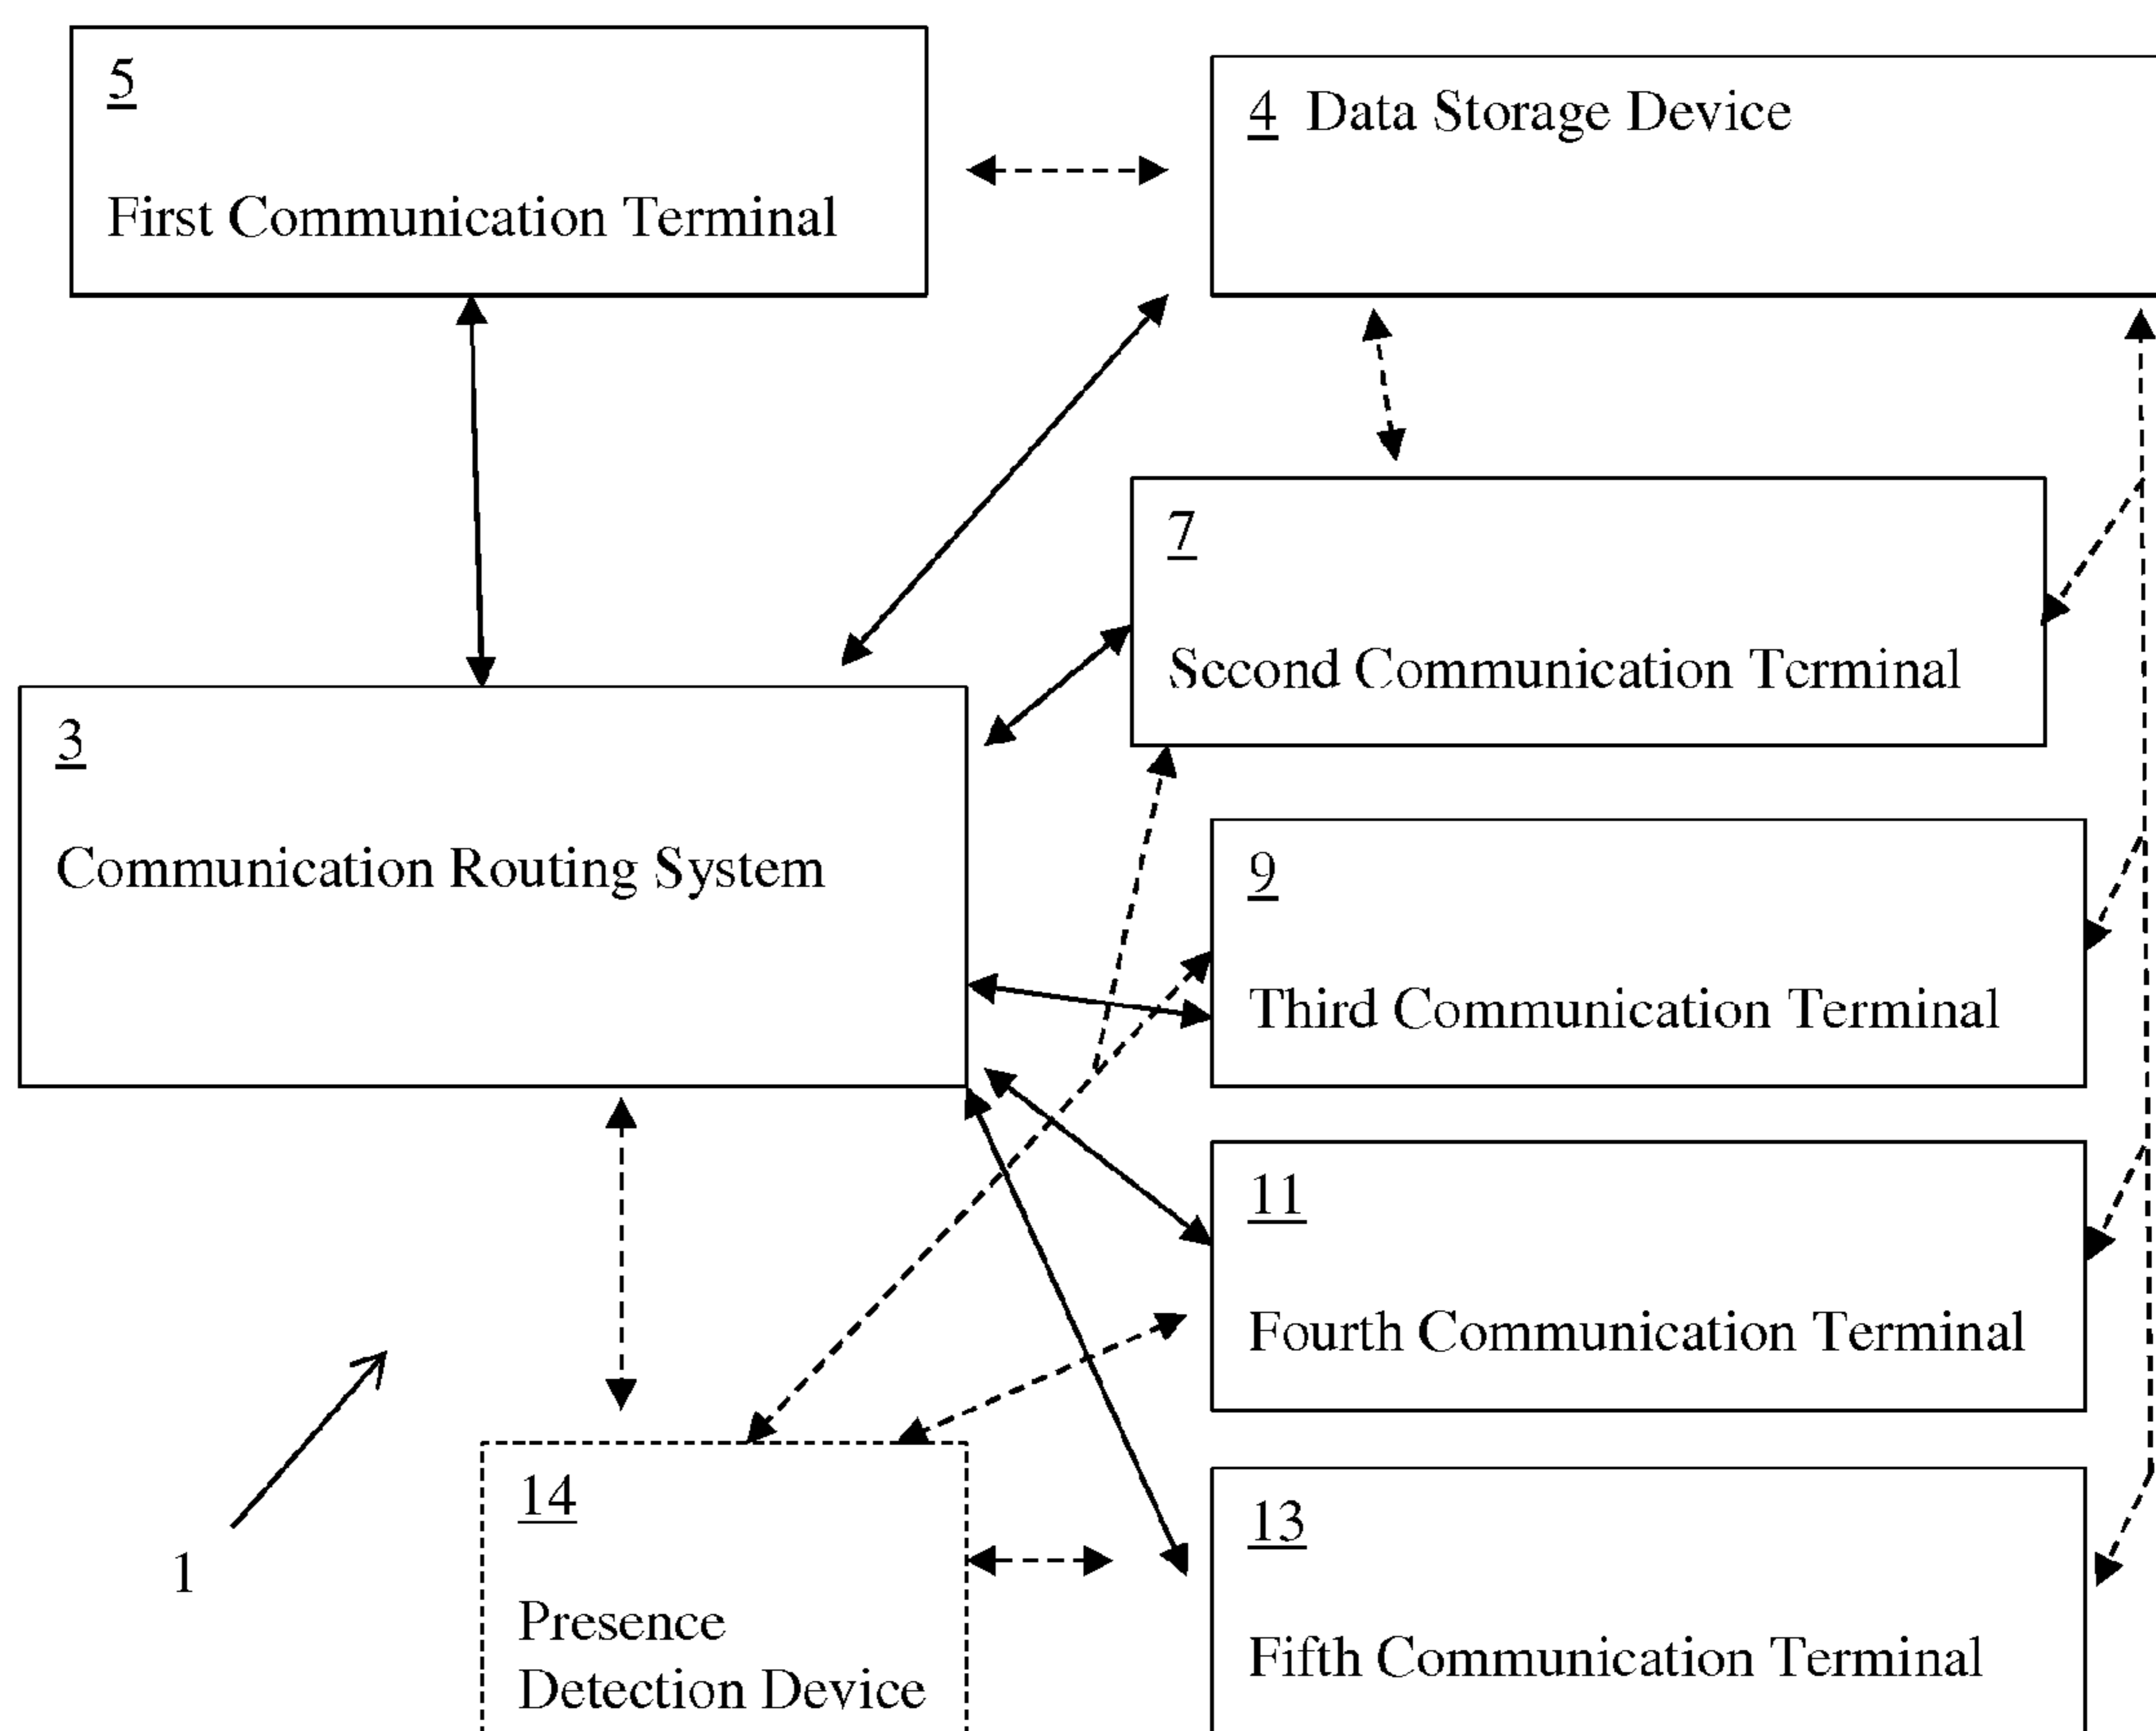 5
First Communication Terminal
4 Data Storage Device
7
Second Communication Terminal
3
Communication Routing System
9
Third Communication Terminal
11
Fourth Communication Terminal
1
14
Presence
Detection Device
13
Fifth Communication Terminal